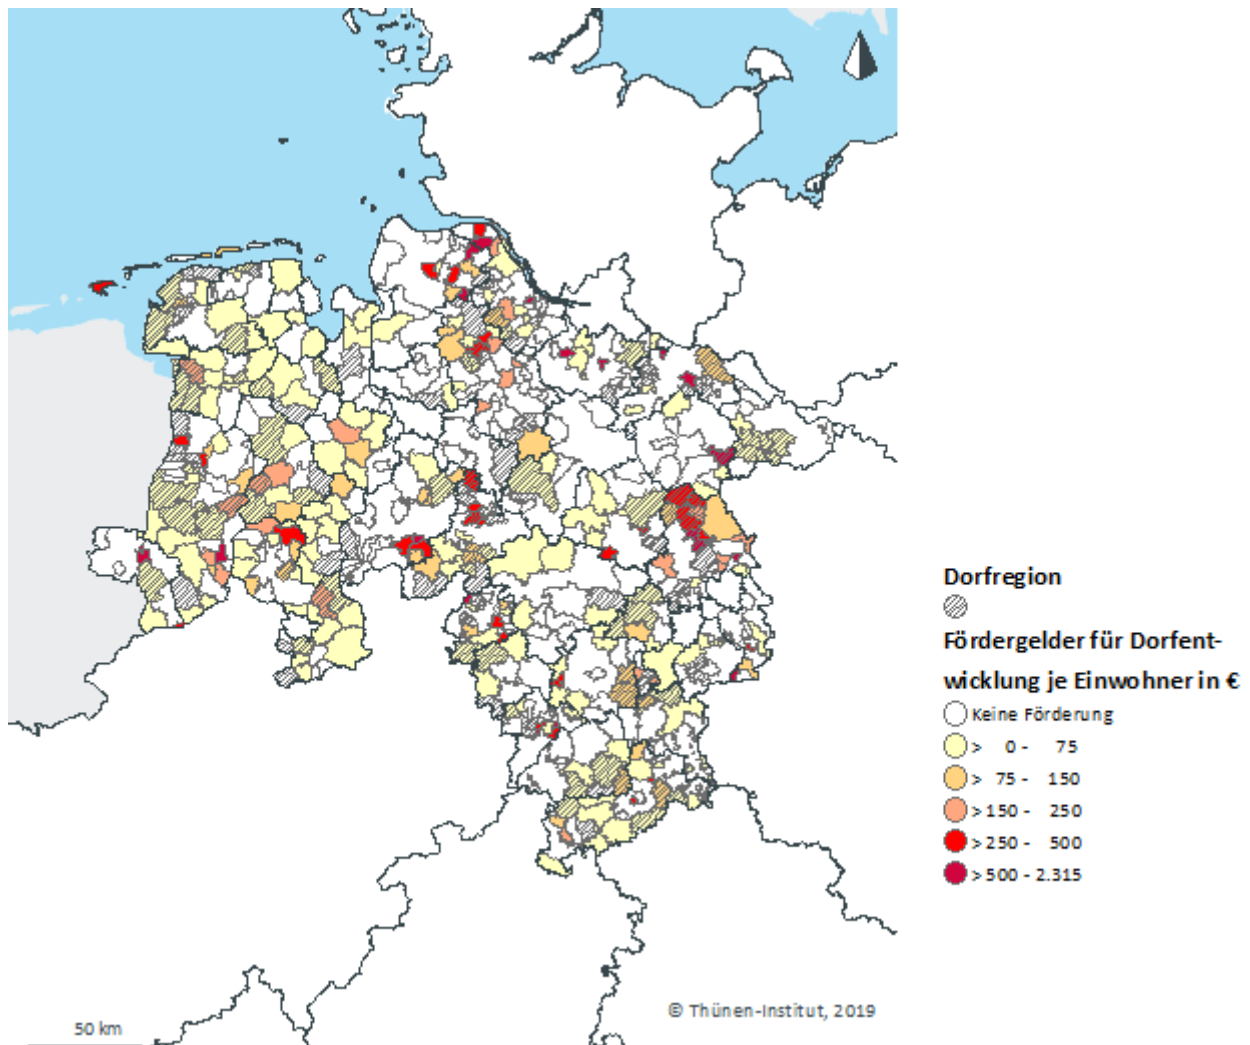 Dorfregion
Fördergelder für Dorfent-
wicklung je Einwohner in €
Keine Förderung
> 0 - 75
> 75 - 150
>150 - 250
>250 - 500
>500 - 2.315
© Thünen-Institut, 2019
50 km